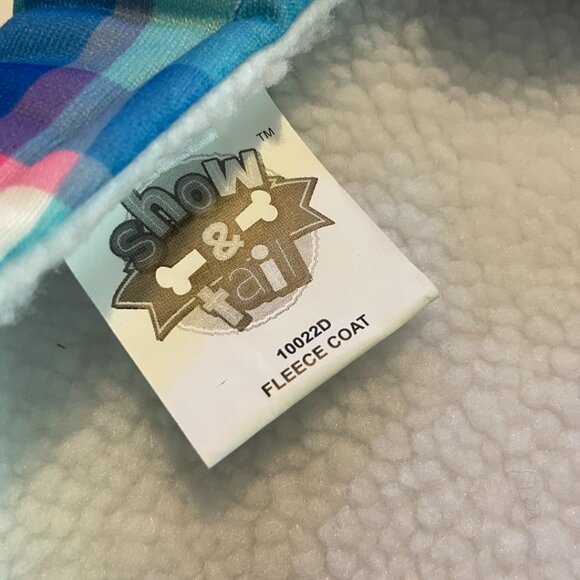 show
&
tail
TM
10022D
FLEECE COAT